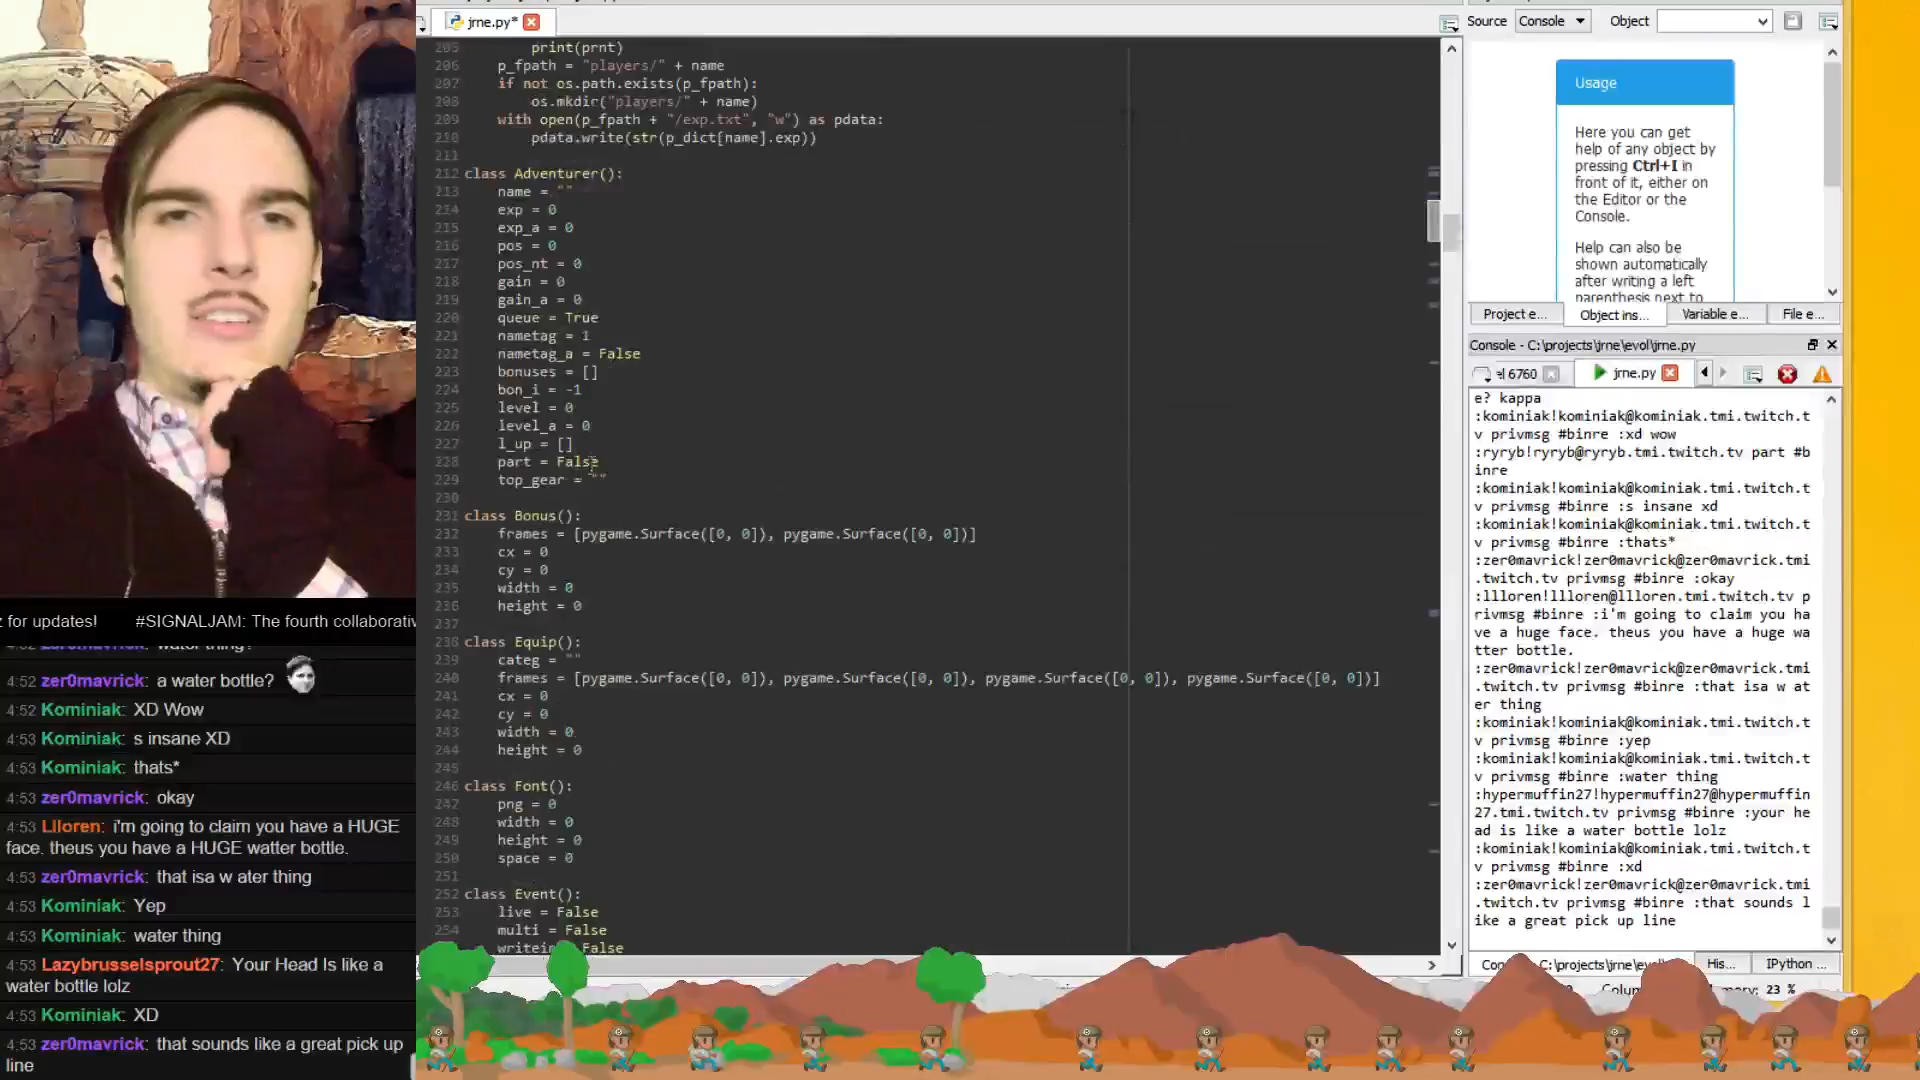 jrne.py*
205
print(prnt)
206 p_fpath = "players/" + name
207 if not os.path.exists(p_fpath):
208 os.mkdir("players/" + name)
209 with open(p_fpath + "/exp.txt", "w") as pdata:
210 pdata.write(str(p_dict[name].exp))
211
212 class Adventurer():
213 name = ""
214 exp = 0
215 exp_a = 0
216 pos = 0
217 pos_nt = 0
218 gain = 0
219 gain_a = 0
220 queue = True
221 nametag = 1
222 nametag_a = False
223 bonuses = []
224 bon_i = -1
225 level = 0
226 level_a = 0
227 l_up = []
228 part = False
229 top_gear = ""
230
231 class Bonus():
232 frames = [pygame.Surface([0, 0]), pygame.Surface([0, 0])]
233 cx = 0
234 cy = 0
235 width = 0
236 height = 0
237
238 class Equip():
239 categ = ""
240 frames = [pygame.Surface([0, 0]), pygame.Surface([0, 0]), pygame.Surface([0, 0]), pygame.Surface([0, 0])]
241 cx = 0
242 cy = 0
243 width = 0
244 height = 0
245
246 class Font():
247 png = 0
248 width = 0
249 height = 0
250 space = 0
251
252 class Event():
253 live = False
254 multi = False
writein False
Source Console Object
Usage
Here you can get
help of any object by
pressing Ctrl+I in
front of it, either on
the Editor or the
Console.
Help can also be
shown automatically
after writing a left
parenthesis next to
Project e... Object ins... Variable e... File e...
Console - C:\projects\jrne\evol\jrne.py
6760 jrne.py
e? kappa
:kominiak!kominiak@kominiak.tmi.twitch.t
v privmsg #binre :xd wow
:ryryb!ryryb@ryryb.tmi.twitch.tv part #b
inre
:kominiak!kominiak@kominiak.tmi.twitch.t
v privmsg #binre :s insane xd
:kominiak!kominiak@kominiak.tmi.twitch.t
v privmsg #binre :thats*
:zer0mavrick!zer0mavrick@zer0mavrick.tmi
.twitch.tv privmsg #binre :okay
:llloren!llloren@llloren.tmi.twitch.tv p
rivmsg #binre :i'm going to claim you ha
ve a huge face. theus you have a huge wa
tter bottle.
:zer0mavrick!zer0mavrick@zer0mavrick.tmi
.twitch.tv privmsg #binre :that isa w at
er thing
:kominiak!kominiak@kominiak.tmi.twitch.t
v privmsg #binre :yep
:kominiak!kominiak@kominiak.tmi.twitch.t
v privmsg #binre :water thing
:hypermuffin27!hypermuffin27@hypermuffin
27.tmi.twitch.tv privmsg #binre :your he
ad is like a water bottle lolz
:kominiak!kominiak@kominiak.tmi.twitch.t
v privmsg #binre :xd
:zer0mavrick!zer0mavrick@zer0mavrick.tmi
.twitch.tv privmsg #binre :that sounds l
ike a great pick up line
C:\projects\jrne\evol His... IPython ...
23 %
z for updates! #SIGNALJAM: The fourth collaborativ
4:52 zer0mavrick: water thing?
4:52 zer0mavrick: a water bottle?
4:52 Kominiak: XD Wow
4:53 Kominiak: s insane XD
4:53 Kominiak: thats*
4:53 zer0mavrick: okay
4:53 Llloren: i'm going to claim you have a HUGE
face. theus you have a HUGE watter bottle.
4:53 zer0mavrick: that isa w ater thing
4:53 Kominiak: Yep
4:53 Kominiak: water thing
4:53 Lazybrusselsprout27: Your Head Is like a
water bottle lolz
4:53 Kominiak: XD
4:53 zer0mavrick: that sounds like a great pick up
line